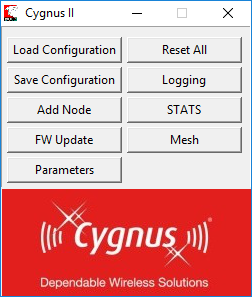 Cygnus II
Load Configuration
Reset All
Save Configuration
Logging
Add Node
STATS
FW Update
Mesh
Parameters
Cygnus®
Dependable Wireless Solutions